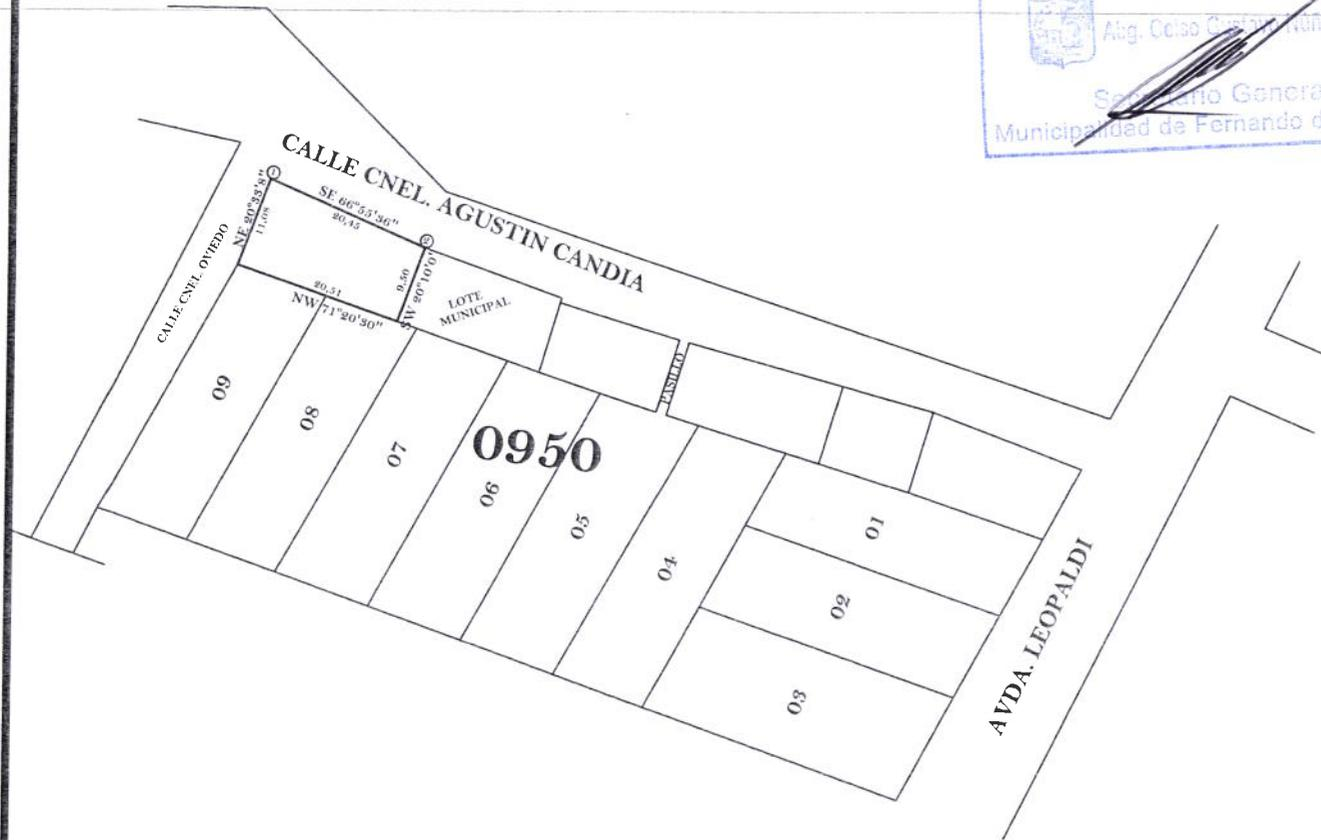 Abg. Celso Gustavo
Secretario General
Municipalidad de Fernando d
CALLE CNEL. AGUSTIN CANDIA
1
SE 66°55'36"
20,45
2
NE 20°33'8"
11,08
CALLE CNEL. OVIEDO
20,51
NW 71°20'30"
9,50
SW 20°10'0"
LOTE
MUNICIPAL
PASILLO
0950
09
08
07
06
05
04
01
02
03
AVDA. LEOPALDI